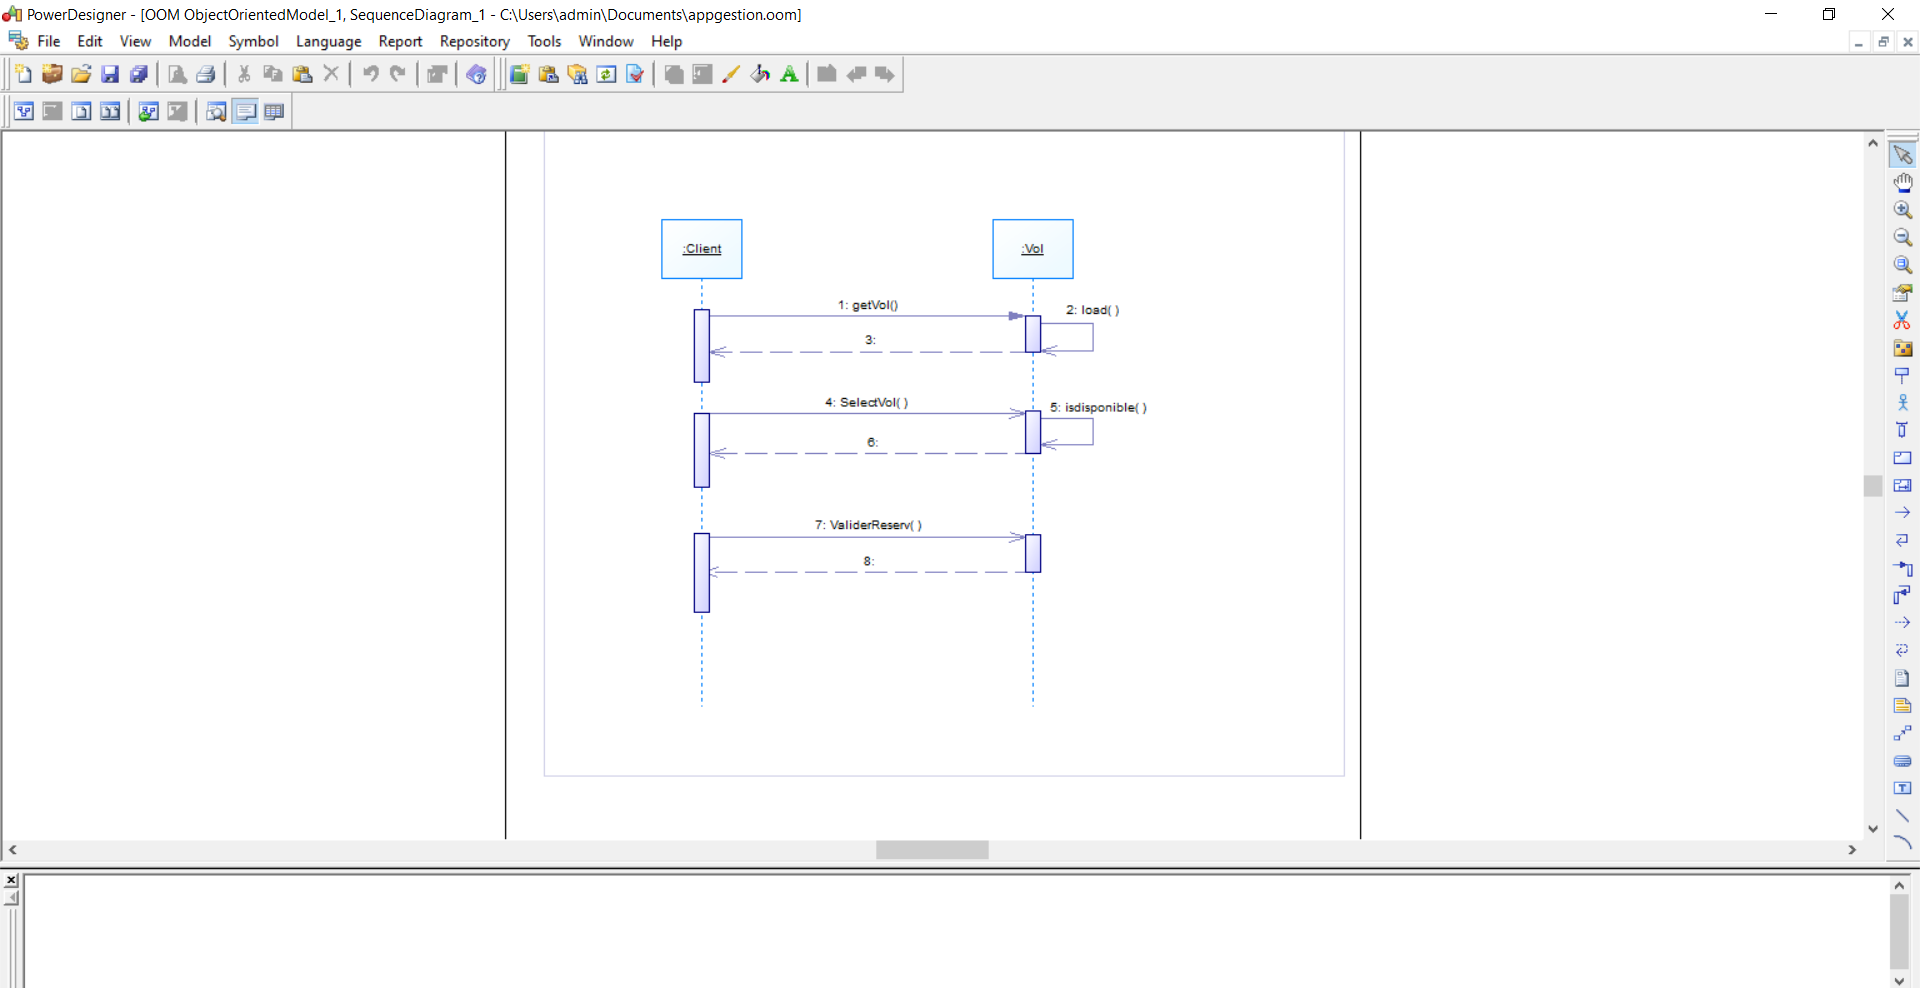 PowerDesigner - [OOM ObjectOrientedModel_1, SequenceDiagram_1 - C:\Users\admin\Documents\appgestion.oom]
File Edit View Model Symbol Language Report Repository Tools Window Help
:Client :Vol
1: getVol()
2: load( )
3:
4: SelectVol( )
5: isdisponible( )
6:
7: ValiderReserv( )
8: